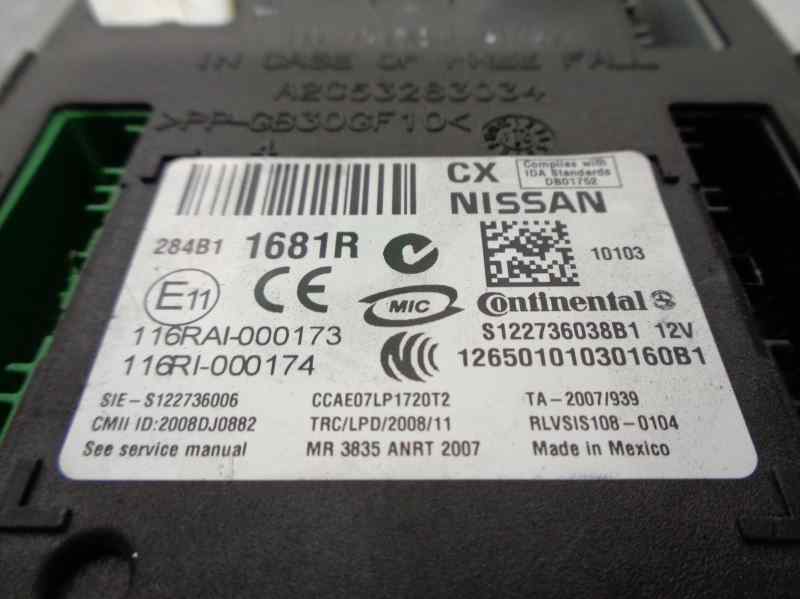 IN CASE OF FREE FALL
A2C53283034
>PP-GB30GF10<
4
CX Complies with
IDA Standards
DB01752
NISSAN
284B1 1681R
10103
E11 CE MIC Continental
116RAI-000173
S122736038B1 12V
116RI-000174
12650101030160B1
SIE-S122736006 CCAE07LP1720T2 TA-2007/939
CMII ID:2008DJ0882 TRC/LPD/2008/11 RLVSIS108-0104
See service manual MR 3835 ANRT 2007 Made in Mexico